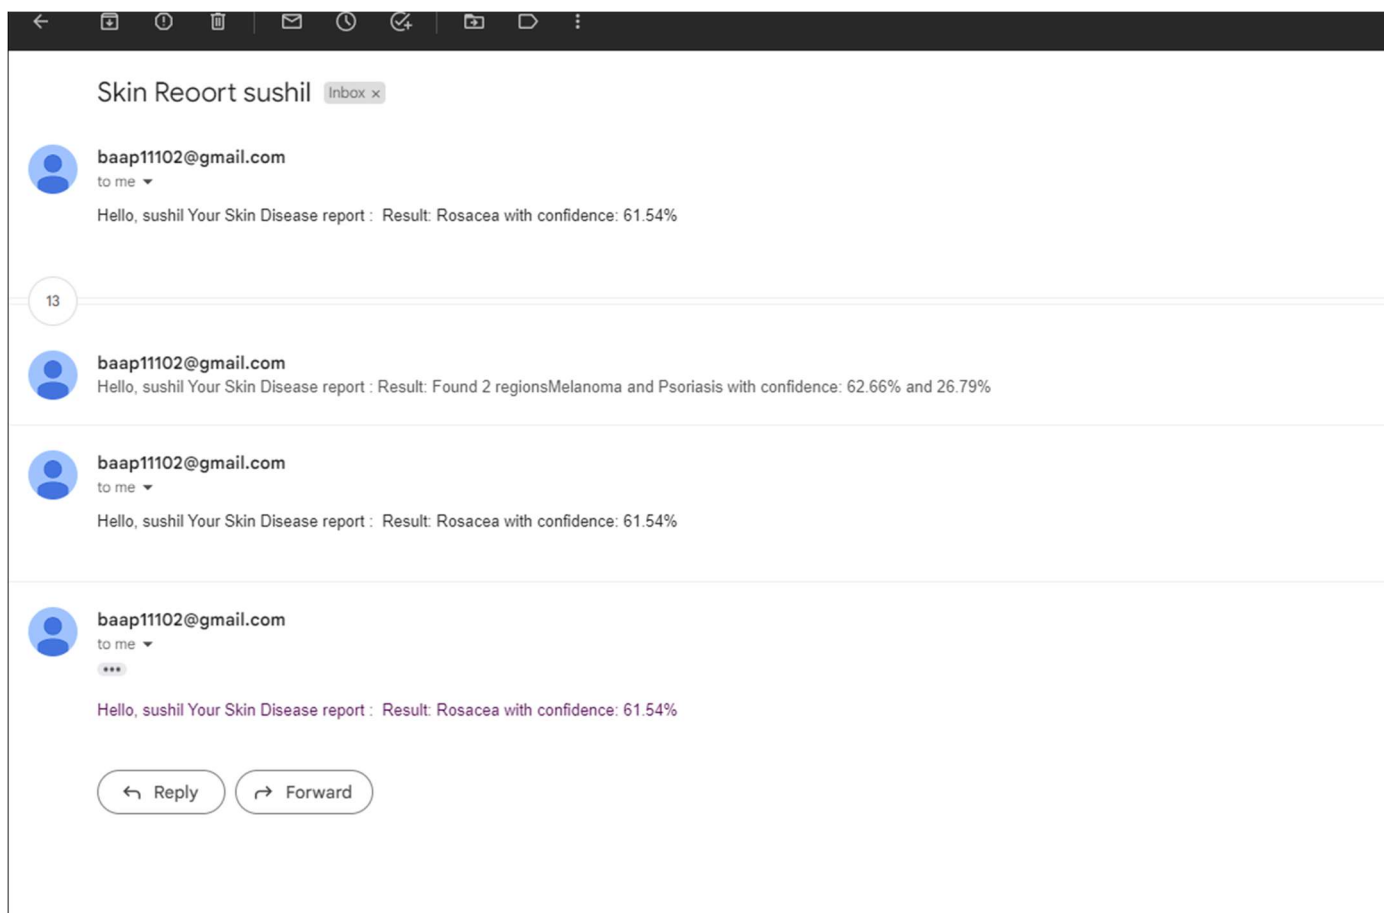 Skin Reoort sushil Inbox x
baap11102@gmail.com
to me
Hello, sushil Your Skin Disease report : Result: Rosacea with confidence: 61.54%
13
baap11102@gmail.com
Hello, sushil Your Skin Disease report : Result: Found 2 regionsMelanoma and Psoriasis with confidence: 62.66% and 26.79%
baap11102@gmail.com
to me
Hello, sushil Your Skin Disease report : Result: Rosacea with confidence: 61.54%
baap11102@gmail.com
to me
Hello, sushil Your Skin Disease report : Result: Rosacea with confidence: 61.54%
Reply Forward